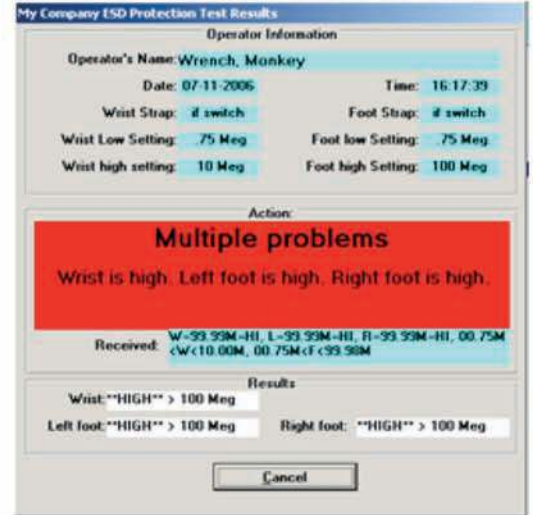 My Company ESD Protection Test Results
Operator Information
Operator's Name: Wrench, Monkey
Date: 07-11-2006 Time: 16:17:39
Wrist Strap: if switch Foot Strap: if switch
Wrist Low Setting: .75 Meg Foot low Setting: .75 Meg
Wrist high setting: 10 Meg Foot high Setting: 100 Meg
Action:
Multiple problems
Wrist is high. Left foot is high. Right foot is high.
Received: W=99.99M=HI, L=99.99M=HI, R=99.99M=HI, 00.75M
<W<10.00M, 00.75M<F<99.98M
Results
Wrist: **HIGH** > 100 Meg
Left foot: **HIGH** > 100 Meg Right foot: **HIGH** > 100 Meg
Cancel